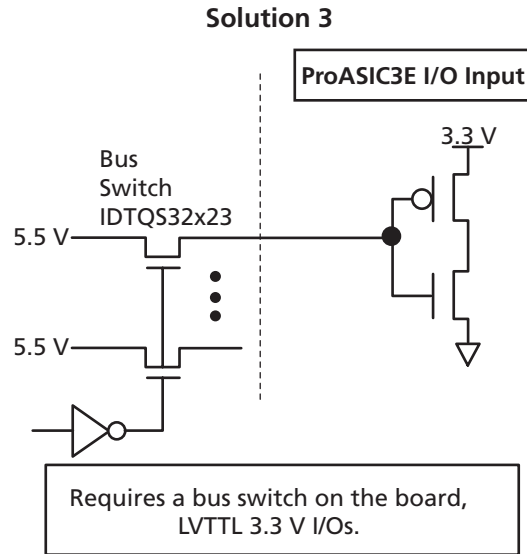 Solution 3
ProASIC3E I/O Input
3.3 V
Bus
Switch
IDTQS32x23
5.5 V
5.5 V
Requires a bus switch on the board,
LVTTL 3.3 V I/Os.